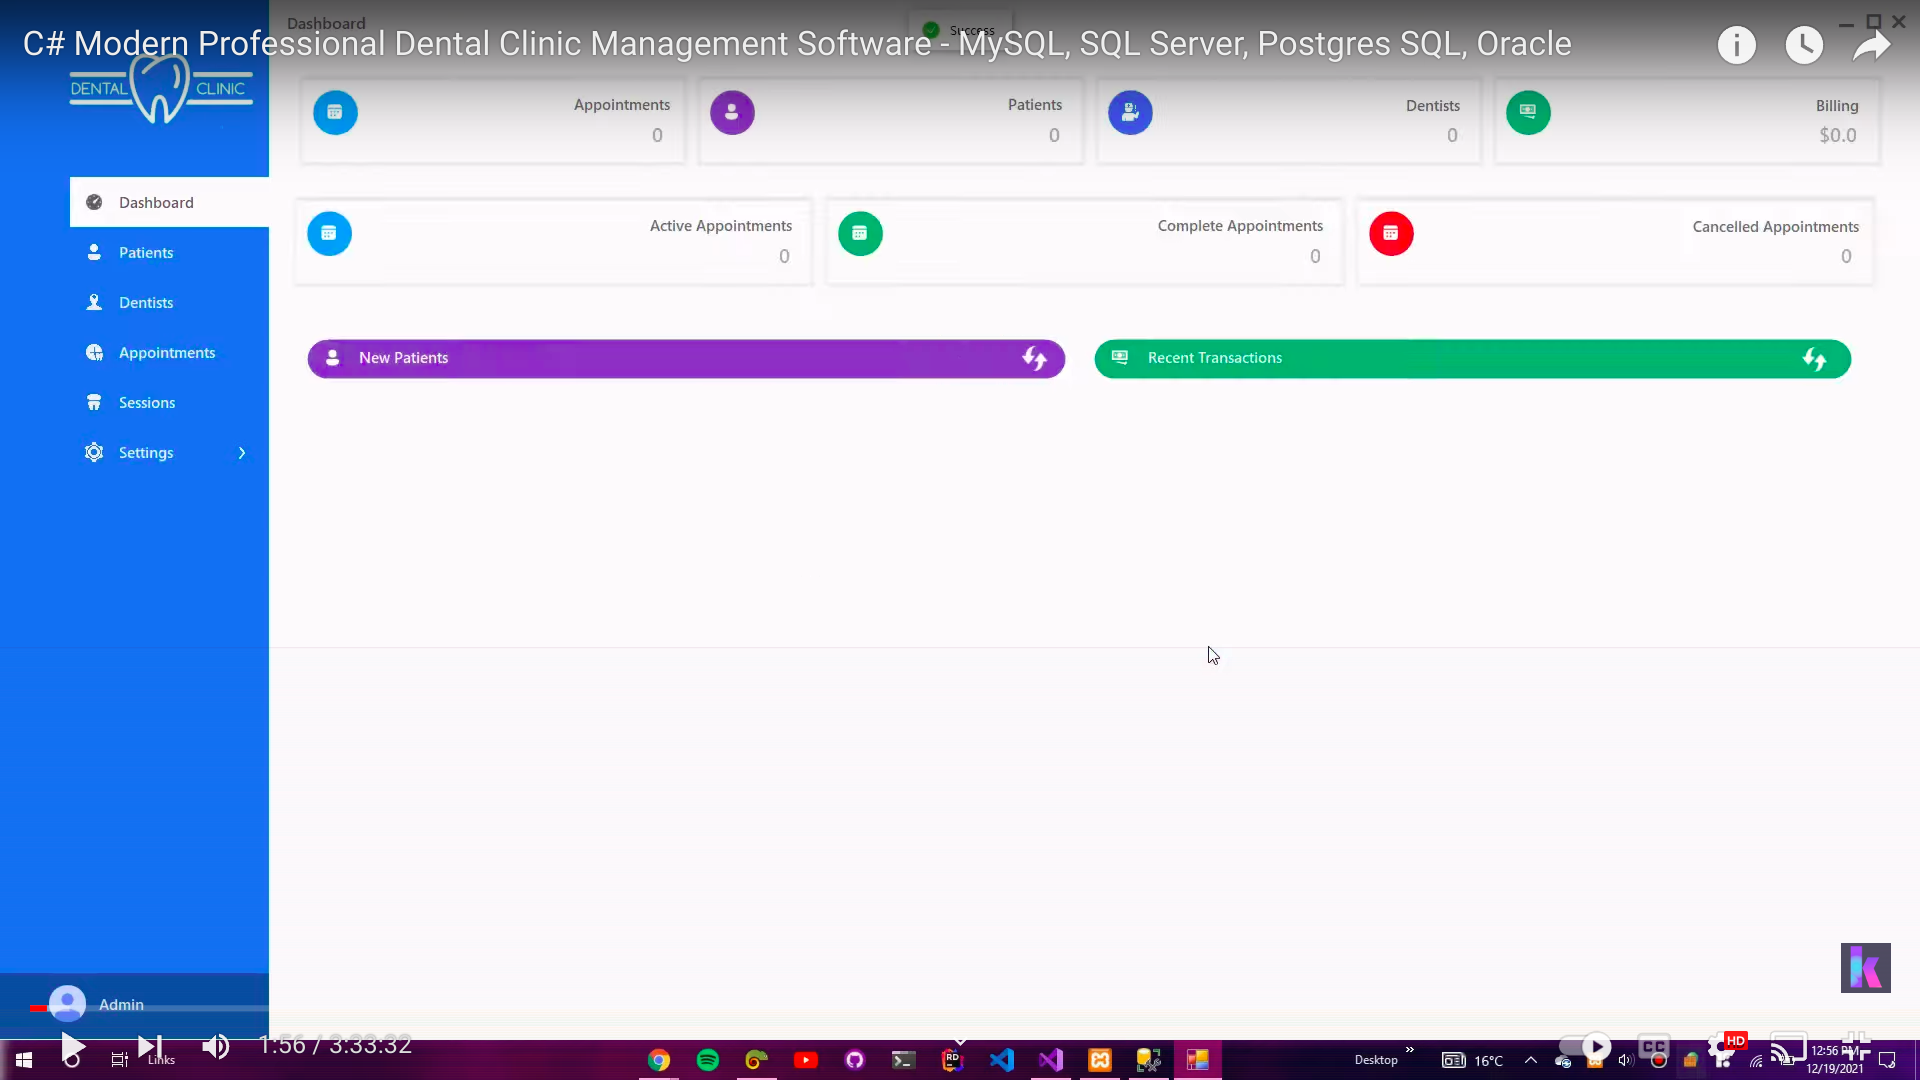 Dashboard
Success
C# Modern Professional Dental Clinic Management Software - MySQL, SQL Server, Postgres SQL, Oracle
DENTAL CLINIC
Appointments
0
Patients
0
Dentists
0
Billing
$0.0
Active Appointments
0
Complete Appointments
0
Cancelled Appointments
0
Dashboard
Patients
Dentists
Appointments
Sessions
Settings
New Patients
Recent Transactions
k
Admin
1:56 / 3:33:32
CC
HD
Links
RD
Desktop
16°C
12:56 PM
12/19/2021